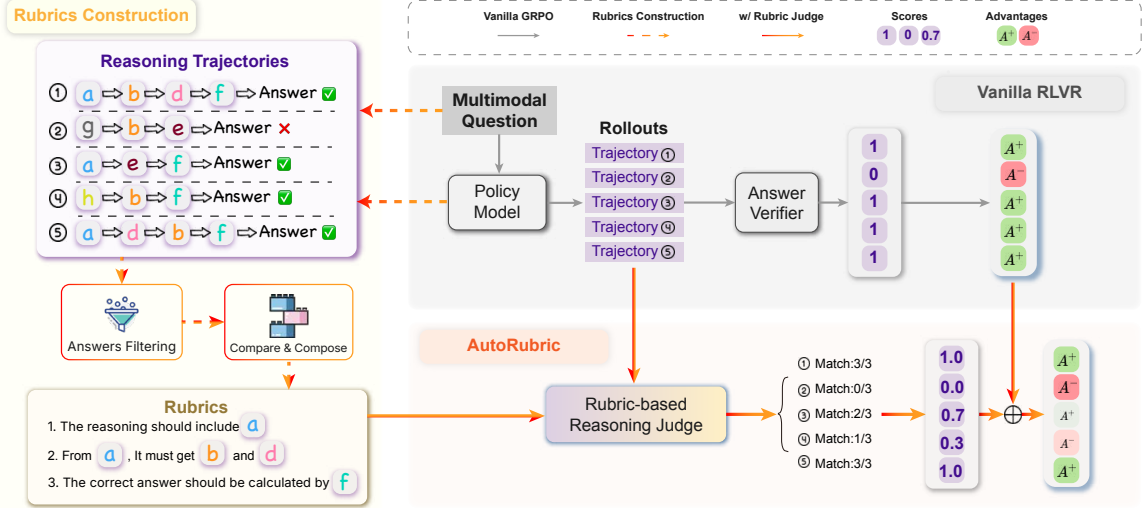 Rubrics Construction
Reasoning Trajectories
① a ⇨ b ⇨ d ⇨ f ⇨ Answer ✅
② g ⇨ b ⇨ e ⇨ Answer ❌
③ a ⇨ e ⇨ f ⇨ Answer ✅
④ h ⇨ b ⇨ f ⇨ Answer ✅
⑤ a ⇨ d ⇨ b ⇨ f ⇨ Answer ✅
Answers Filtering
Compare & Compose
Rubrics
1. The reasoning should include a
2. From a , It must get b and d
3. The correct answer should be calculated by f
Vanilla GRPO
Rubrics Construction
w/ Rubric Judge
Scores
1 0 0.7
Advantages
A⁺ A⁻
Vanilla RLVR
Multimodal
Question
Policy
Model
Rollouts
Trajectory ①
Trajectory ②
Trajectory ③
Trajectory ④
Trajectory ⑤
Answer
Verifier
1
0
1
1
1
A⁺
A⁻
A⁺
A⁺
A⁺
AutoRubric
Rubric-based
Reasoning Judge
① Match:3/3
② Match:0/3
③ Match:2/3
④ Match:1/3
⑤ Match:3/3
1.0
0.0
0.7
0.3
1.0
A⁺
A⁻
A⁺
A⁻
A⁺